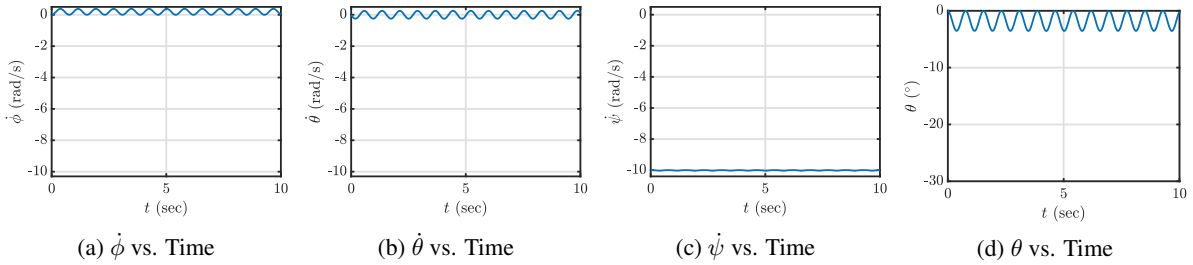 0
-2
-4
-6
-8
-10
0 5 10
t (sec)
ϕ̇ (rad/s)
(a) ϕ̇ vs. Time
0
-2
-4
-6
-8
-10
0 5 10
t (sec)
θ̇ (rad/s)
(b) θ̇ vs. Time
0
-2
-4
-6
-8
-10
0 5 10
t (sec)
ψ̇ (rad/s)
(c) ψ̇ vs. Time
0
-10
-20
-30
0 5 10
t (sec)
θ (°)
(d) θ vs. Time